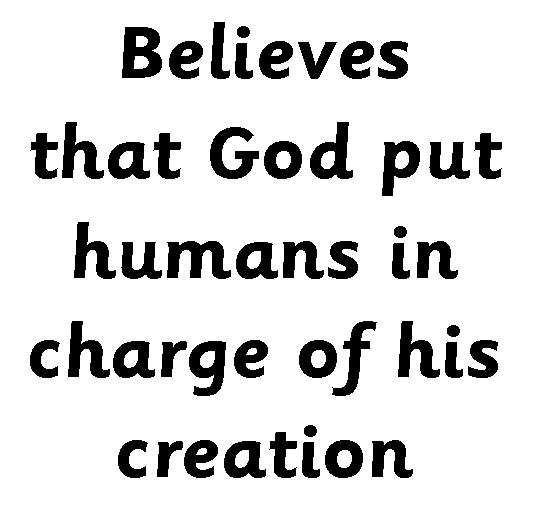 Believes
that God put
humans in
charge of his
creation